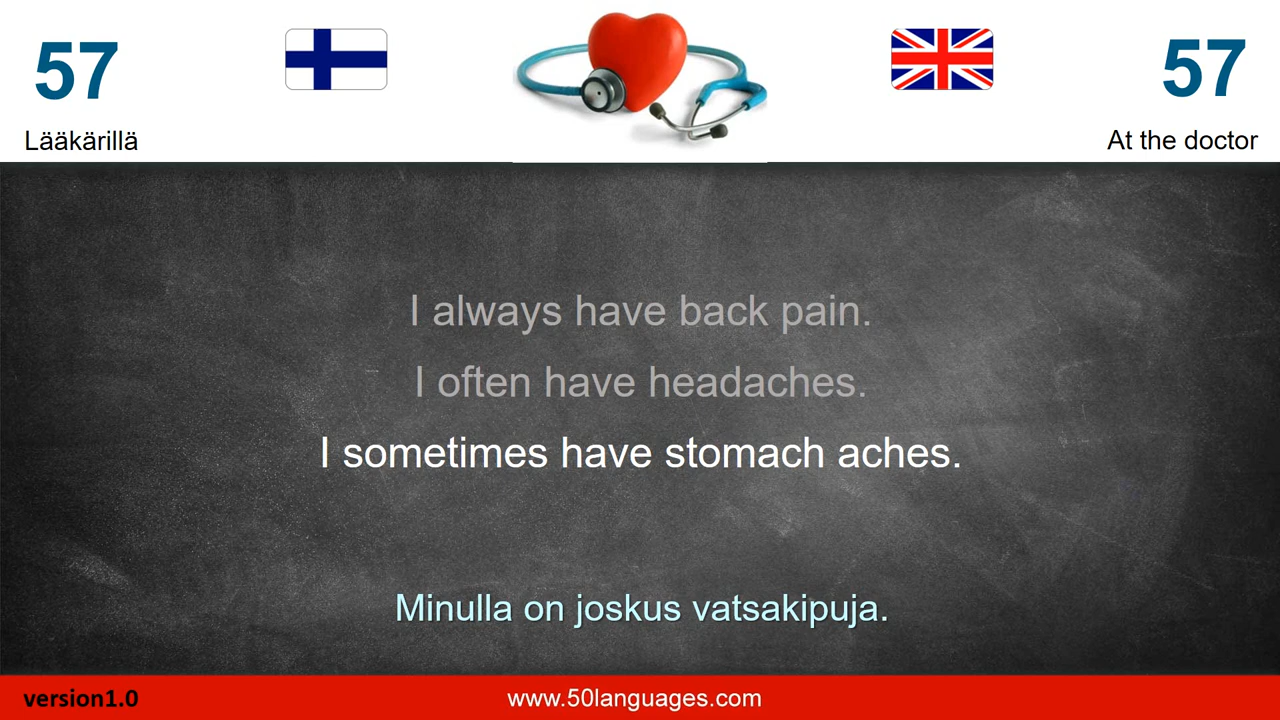 57
57
Lääkärillä
At the doctor
I always have back pain.
I often have headaches.
I sometimes have stomach aches.
Minulla on joskus vatsakipuja.
version1.0
www.50languages.com